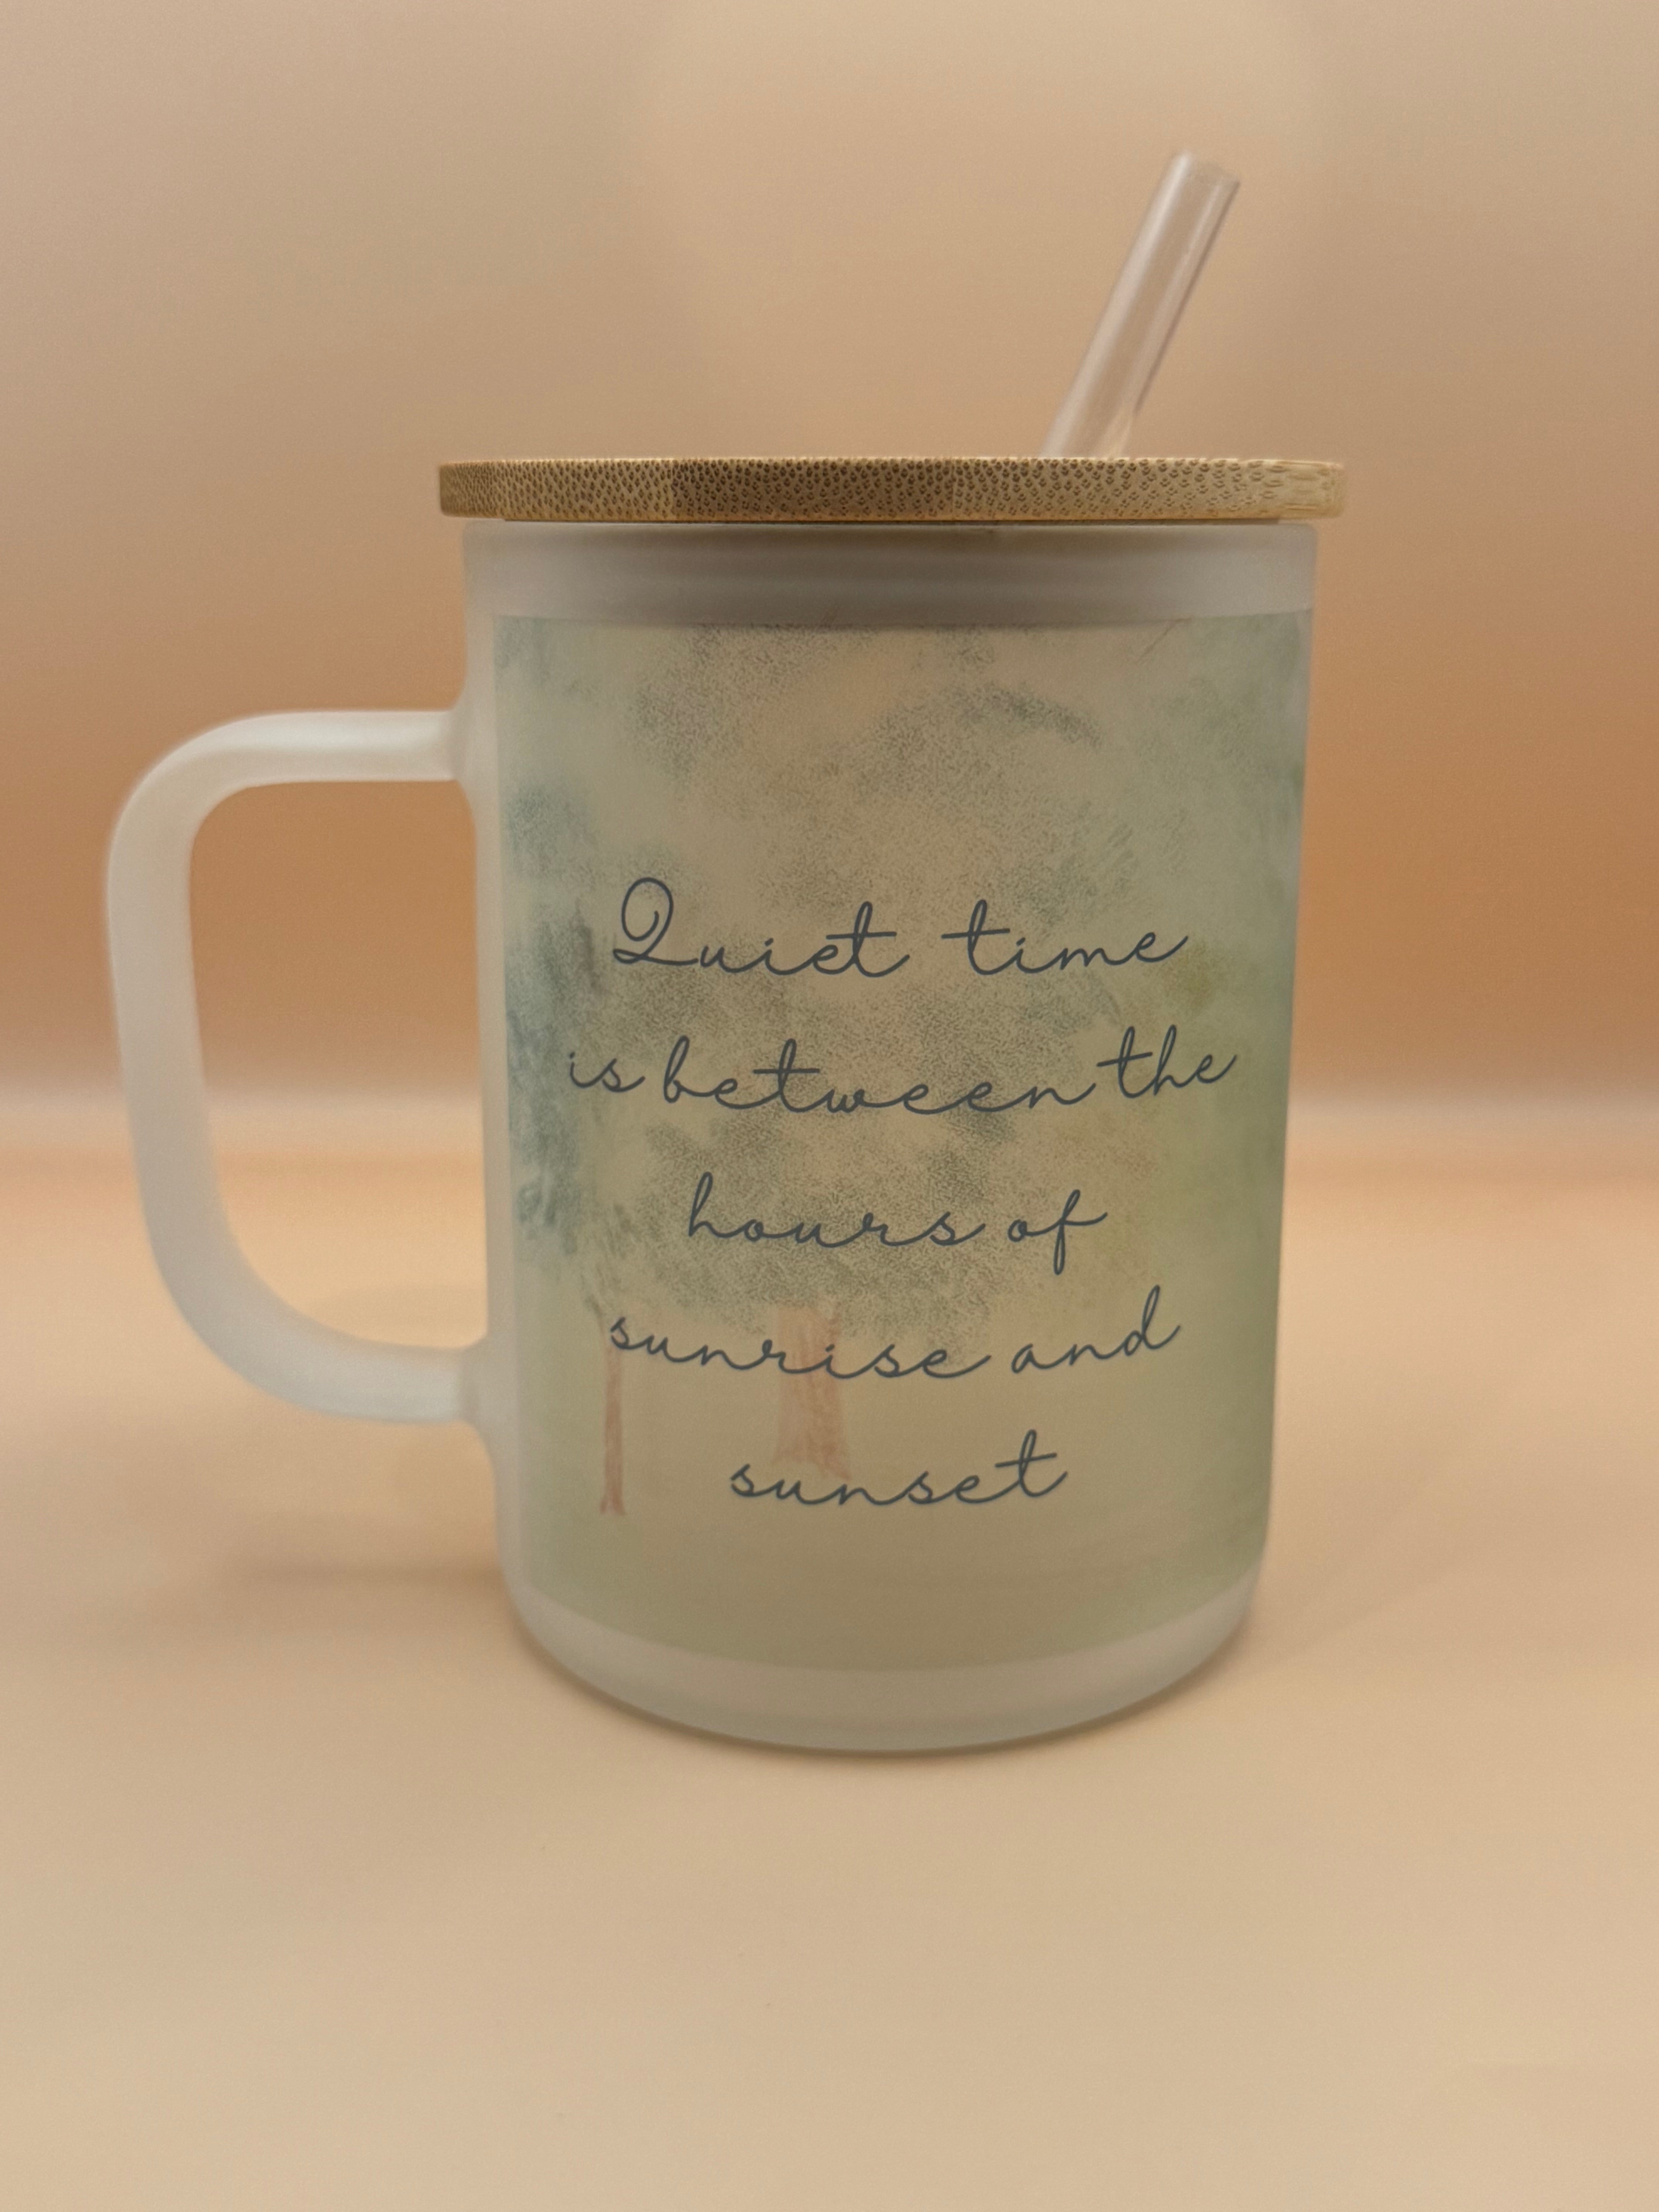 Quiet time
is between the
hours of
sunrise and
sunset